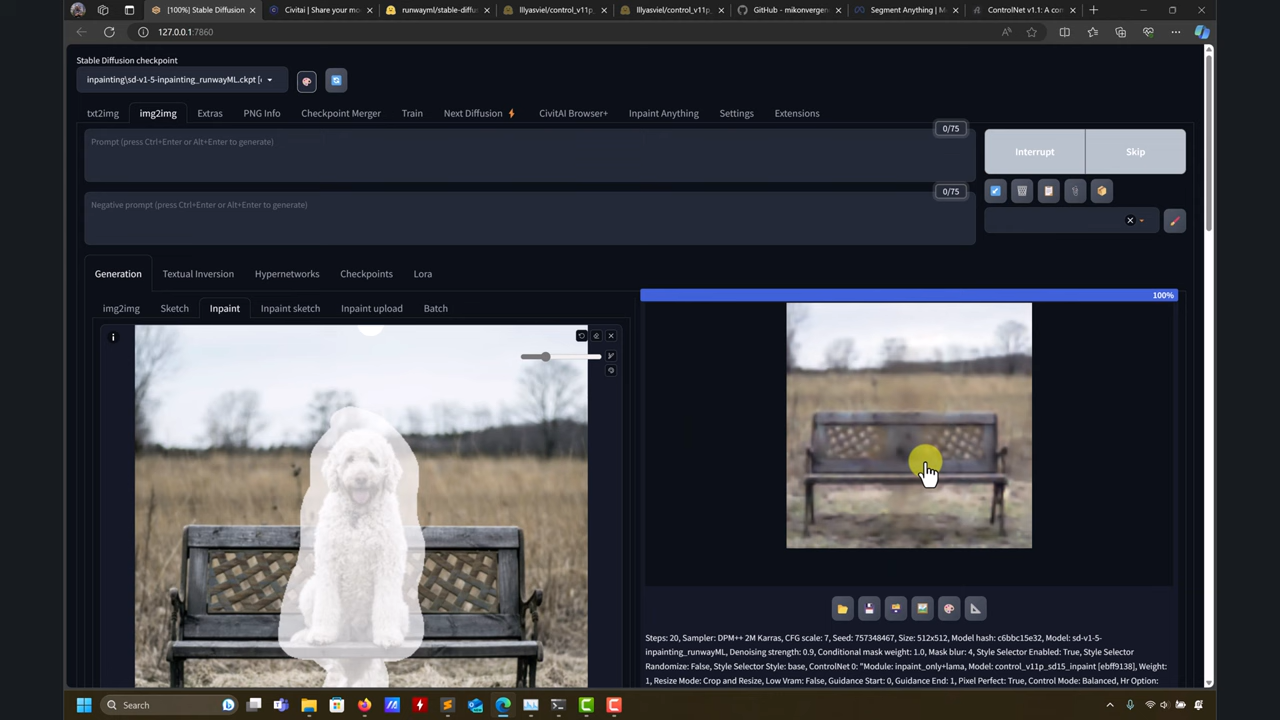 [100%] Stable Diffusion
Civitai | Share your mo
runwayml/stable-diffus
lllyasviel/control_v11p_
lllyasviel/control_v11p_
GitHub - mikonvergen
Segment Anything | M
ControlNet v1.1: A con
127.0.0.1:7860
Stable Diffusion checkpoint
inpainting\sd-v1-5-inpainting_runwayML.ckpt [c
txt2img
img2img
Extras
PNG Info
Checkpoint Merger
Train
Next Diffusion
CivitAI Browser+
Inpaint Anything
Settings
Extensions
Prompt (press Ctrl+Enter or Alt+Enter to generate)
0/75
Interrupt
Skip
Negative prompt (press Ctrl+Enter or Alt+Enter to generate)
0/75
Generation
Textual Inversion
Hypernetworks
Checkpoints
Lora
img2img
Sketch
Inpaint
Inpaint sketch
Inpaint upload
Batch
100%
Steps: 20, Sampler: DPM++ 2M Karras, CFG scale: 7, Seed: 757348467, Size: 512x512, Model hash: c6bbc15e32, Model: sd-v1-5-
inpainting_runwayML, Denoising strength: 0.9, Conditional mask weight: 1.0, Mask blur: 4, Style Selector Enabled: True, Style Selector
Randomize: False, Style Selector Style: base, ControlNet 0: "Module: inpaint_only+lama, Model: control_v11p_sd15_inpaint [ebff9138], Weight:
1, Resize Mode: Crop and Resize, Low Vram: False, Guidance Start: 0, Guidance End: 1, Pixel Perfect: True, Control Mode: Balanced, Hr Option:
Search